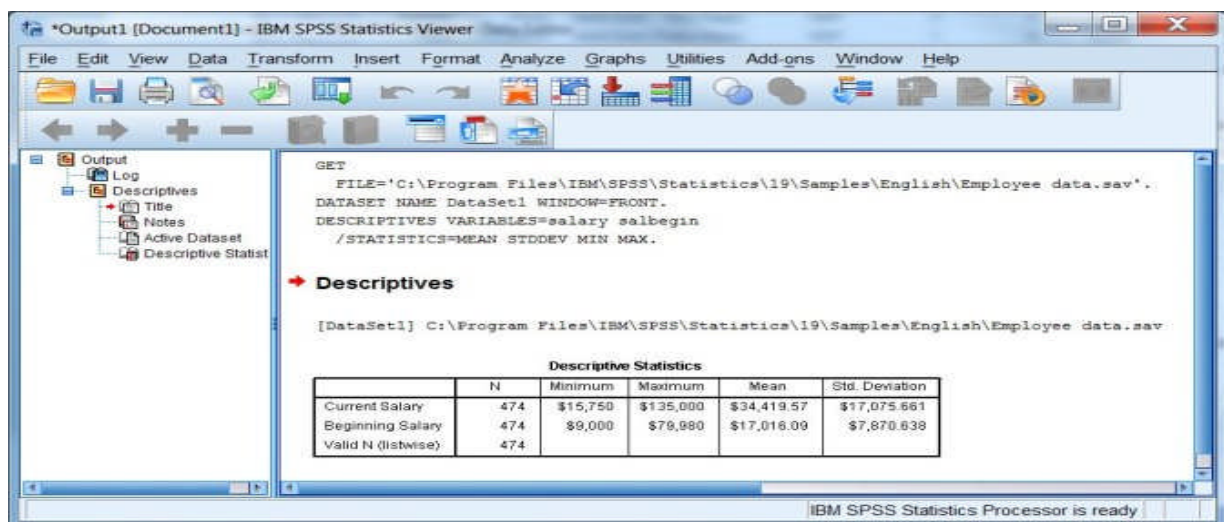 *Output1 [Document1] - IBM SPSS Statistics Viewer
File Edit View Data Transform Insert Format Analyze Graphs Utilities Add-ons Window Help
Output
Log
Descriptives
Title
Notes
Active Dataset
Descriptive Statist
GET
FILE='C:\Program Files\IBM\SPSS\Statistics\19\Samples\English\Employee data.sav'.
DATASET NAME DataSet1 WINDOW=FRONT.
DESCRIPTIVES VARIABLES=salary salbegin
/STATISTICS=MEAN STDDEV MIN MAX.
Descriptives
[DataSet1] C:\Program Files\IBM\SPSS\Statistics\19\Samples\English\Employee data.sav
Descriptive Statistics
N Minimum Maximum Mean Std. Deviation
Current Salary 474 $15,750 $135,000 $34,419.57 $17,075.661
Beginning Salary 474 $9,000 $79,980 $17,016.09 $7,870.638
Valid N (listwise) 474
IBM SPSS Statistics Processor is ready